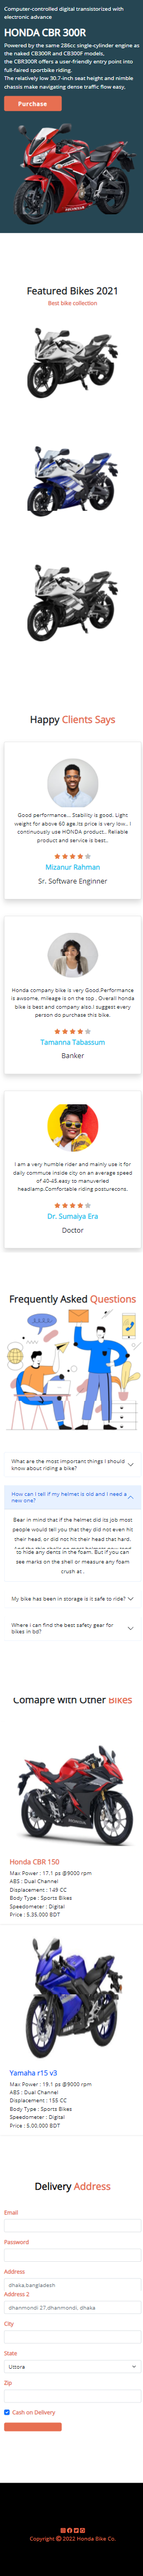 Computer-controlled digital transistorized with
electronic advance
HONDA CBR 300R
Powered by the same 286cc single-cylinder engine as
the naked CB300R and CB300F models,
the CBR300R offers a user-friendly entry point into
full-faired sportbike riding.
The relatively low 30.7-inch seat height and nimble
chassis make navigating dense traffic flow easy.
Purchase
Featured Bikes 2021
Best bike collection
Happy Clients Says
Good performance... Stability is good. Light
weight for above 60 age.its price is very low.. I
continuously use HONDA product.. Reliable
product and service is best..
Mizanur Rahman
Sr. Software Enginner
Honda company bike is very Good.Performance
is awsome, mileage is on the top , Overall honda
bike is best and company also.I suggest every
person do purchase this bike.
Tamanna Tabassum
Banker
I am a very humble rider and mainly use it for
daily commute inside city on an average speed
of 40-45.easy to manuverled
headlamp.Comfortable riding posturecons.
Dr. Sumaiya Era
Doctor
Frequently Asked Questions
What are the most important things I should
know about riding a bike?
How can I tell if my helmet is old and I need a
new one?
Bear in mind that if the helmet did its job most
people would tell you that they did not even hit
their head, or did not hit their head that hard.
to hide any dents in the foam. But if you can
see marks on the shell or measure any foam
crush at .
My bike has been in storage is it safe to ride?
Where i can find the best safety gear for
bikes in bd?
Comapre with Other Bikes
Honda CBR 150
Max Power : 17.1 ps @9000 rpm
ABS : Dual Channel
Displacement : 149 CC
Body Type : Sports Bikes
Speedometer : Digital
Price : 5,35,000 BDT
Yamaha r15 v3
Max Power : 19.1 ps @9000 rpm
ABS : Dual Channel
Displacement : 155 CC
Body Type : Sports Bikes
Speedometer : Digital
Price : 5,00,000 BDT
Delivery Address
Email
Password
Address
dhaka,bangladesh
Address 2
dhanmondi 27,dhanmondi, dhaka
City
State
Uttora
Zip
Cash on Delivery
Copyright © 2022 Honda Bike Co.